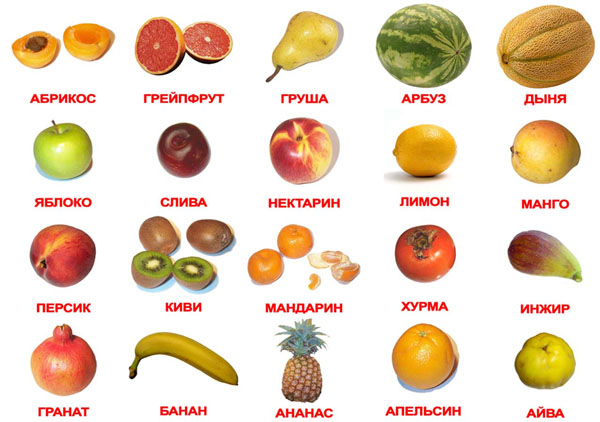 АБРИКОС
ГРЕЙПФРУТ
ГРУША
АРБУЗ
ДЫНЯ
ЯБЛОКО
СЛИВА
НЕКТАРИН
ЛИМОН
МАНГО
ПЕРСИК
КИВИ
МАНДАРИН
ХУРМА
ИНЖИР
ГРАНАТ
БАНАН
АНАНАС
АПЕЛЬСИН
АЙВА